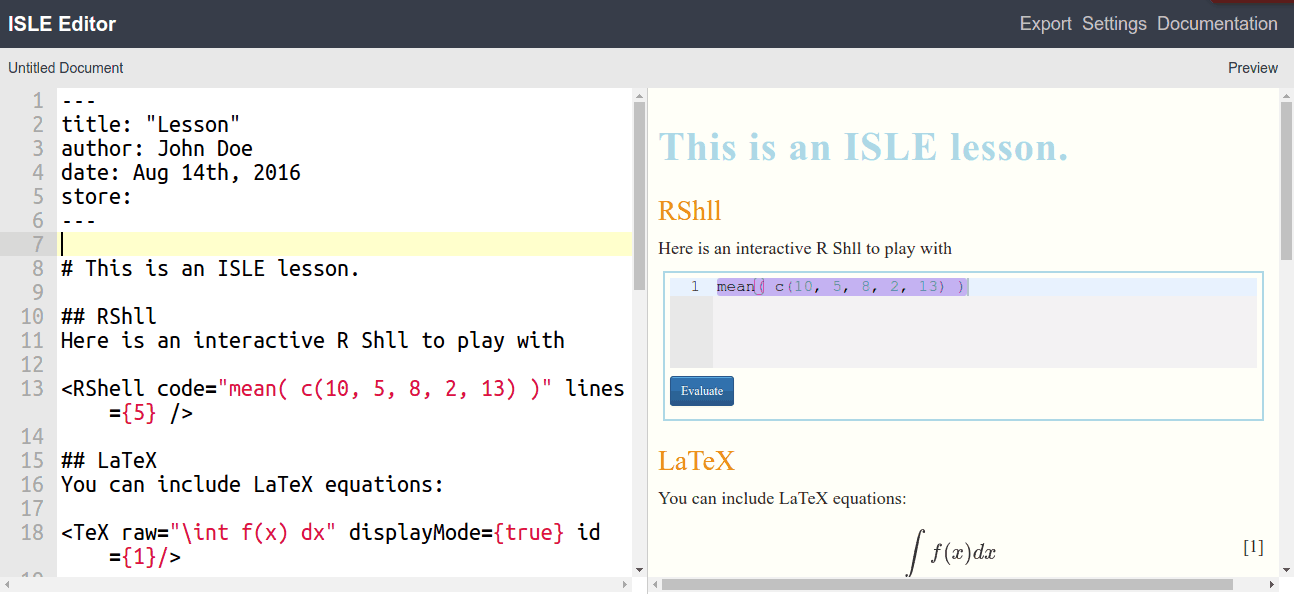 ISLE Editor
Export Settings Documentation
Untitled Document
Preview
1 ---
2 title: "Lesson"
3 author: John Doe
4 date: Aug 14th, 2016
5 store:
6 ---
7
8 # This is an ISLE lesson.
9
10 ## RShll
11 Here is an interactive R Shll to play with
12
13 <RShell code="mean( c(10, 5, 8, 2, 13) )" lines
={5} />
14
15 ## LaTeX
16 You can include LaTeX equations:
17
18 <TeX raw="\int f(x) dx" displayMode={true} id
={1}/>
This is an ISLE lesson.
RShll
Here is an interactive R Shll to play with
1 mean( c(10, 5, 8, 2, 13) )
Evaluate
LaTeX
You can include LaTeX equations:
∫ f(x)dx [1]